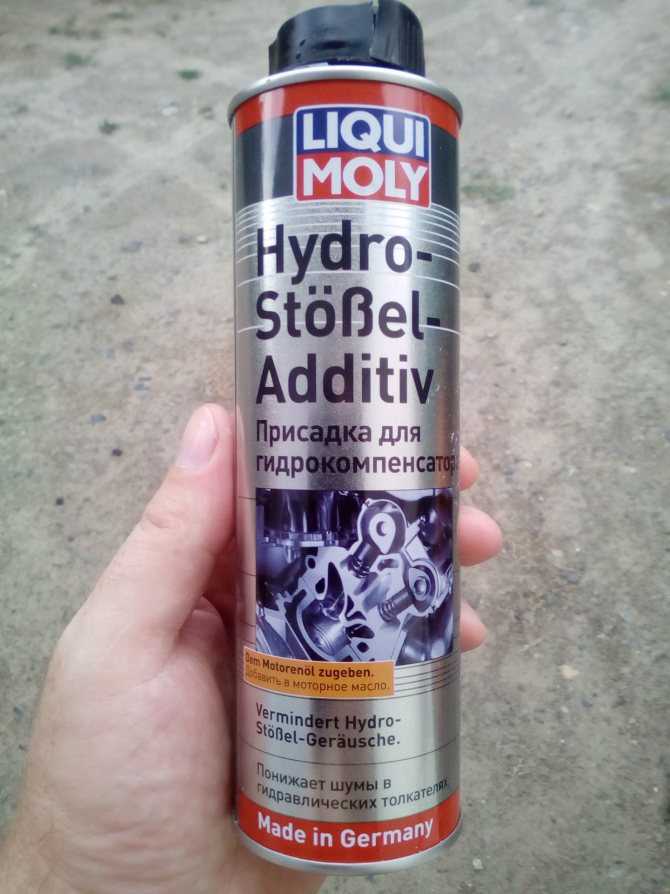 LIQUI
MOLY
Hydro-
Stößel-
Additiv
Присадка для
гидрокомпенсатор
Dem Motorenöl zugeben.
Добавить в моторное масло.
Vermindert Hydro-
Stößel-Geräusche.
Понижает шумы в
гидравлических толкателях.
Made in Germany